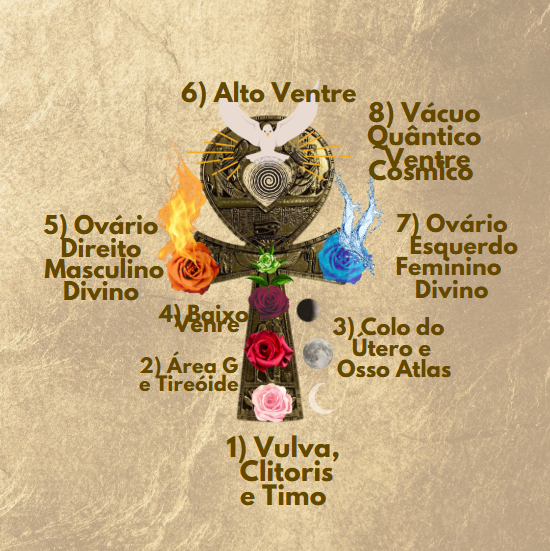 6) Alto Ventre
8) Vácuo
Quântico
Ventre
Cósmico
5) Ovário
Direito
Masculino
Divino
7) Ovário
Esquerdo
Feminino
Divino
4) Baixo
Venre
3) Colo do
Útero e
Osso Atlas
2) Área G
e Tireóide
1) Vulva,
Clitoris
e Timo